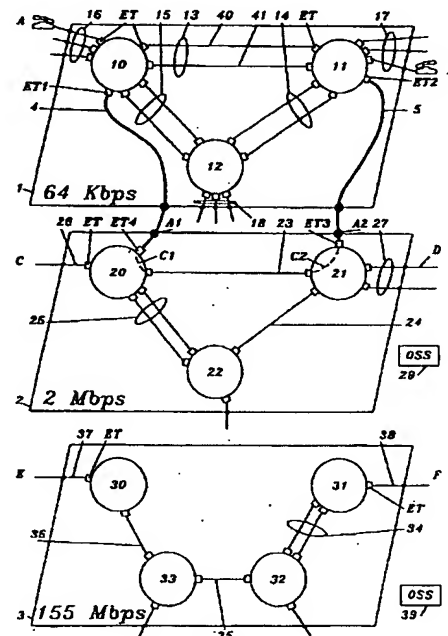 A 16 ET 13 40 41 14 ET 17
10 11
ET1 15 ET2
4 5
12
1 64 Kbps 18
26 ET ET4 A1 23 ET3 A2 27
C C1 C2 D
20 21
25 24
22 OSS
29
2 2 Mbps
37 ET 38
E F
30 31 ET
36 34
33 32 OSS
39
3 155 Mbps
35